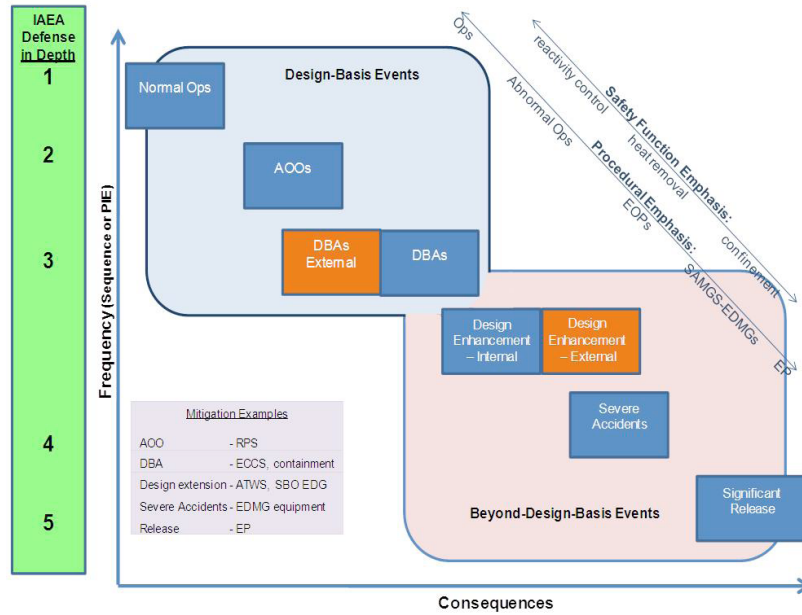 IAEA
Defense
in Depth
1
2
3
4
5
Frequency (Sequence or PIE)
Consequences
Design-Basis Events
Normal Ops
AOOs
DBAs
External
DBAs
Design
Enhancement
– Internal
Design
Enhancement
– External
Severe
Accidents
Significant
Release
Beyond-Design-Basis Events
Mitigation Examples
AOO - RPS
DBA - ECCS, containment
Design extension - ATWS, SBO EDG
Severe Accidents - EDMG equipment
Release - EP
Safety Function Emphasis:
reactivity control heat removal confinement
Procedural Emphasis:
Ops Abnormal Ops EOPs SAMGS-EDMGs EP